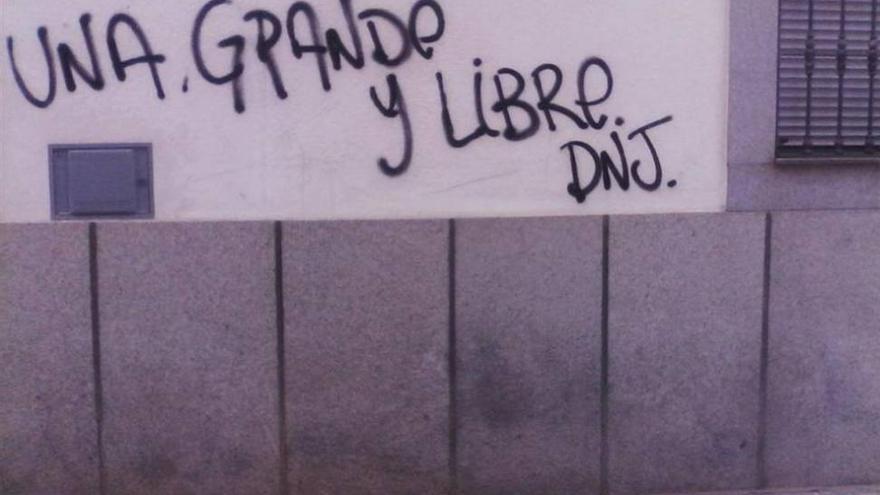 UNA. GRANDE
Y LIBRE.
DNJ.